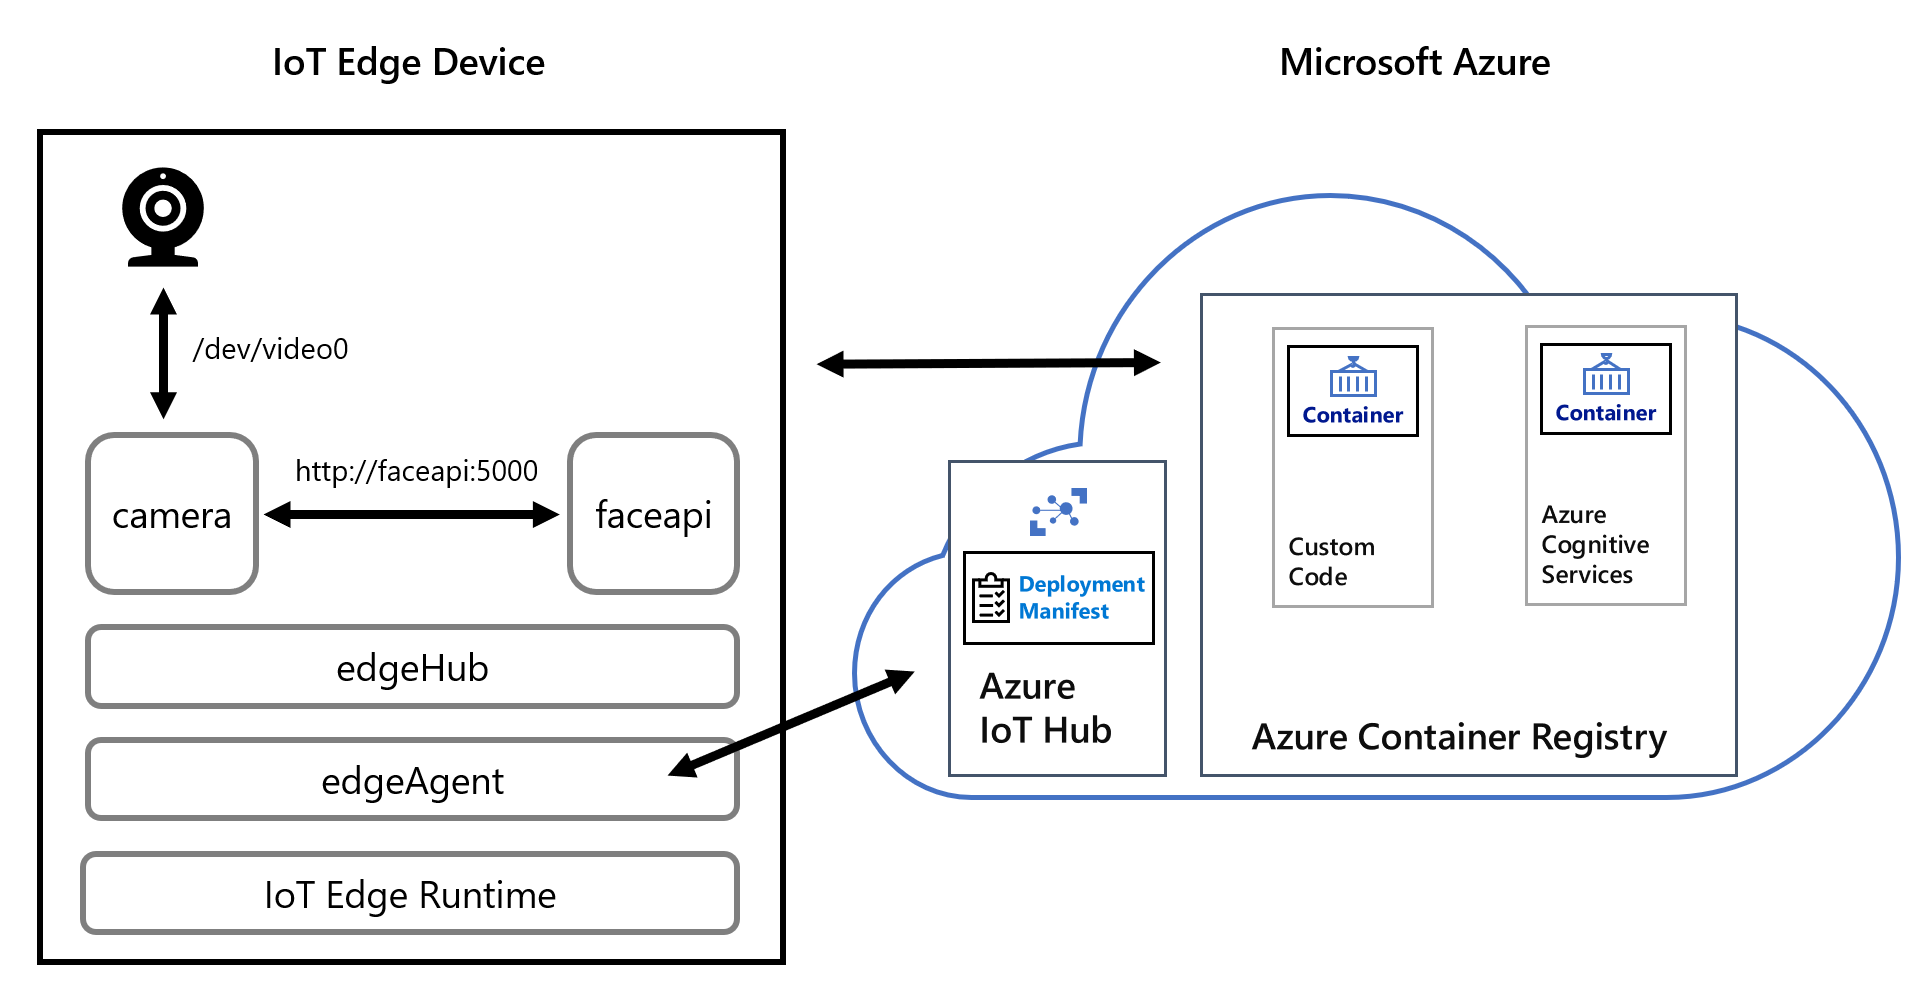 IoT Edge Device
Microsoft Azure
/dev/video0
http://faceapi:5000
camera
faceapi
edgeHub
edgeAgent
IoT Edge Runtime
Deployment
Manifest
Azure
IoT Hub
Container
Custom
Code
Container
Azure
Cognitive
Services
Azure Container Registry